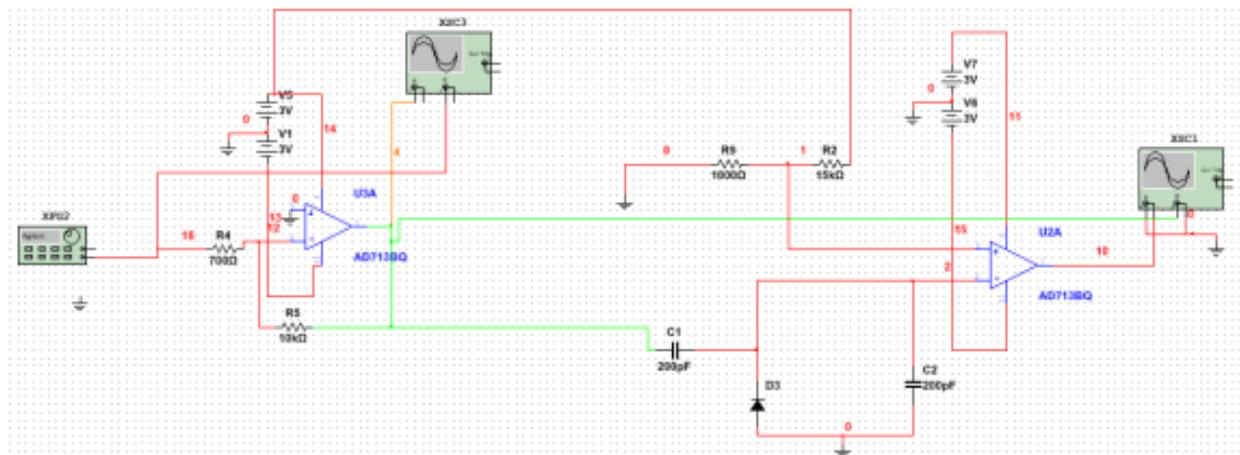 XSC3
V5
3V
0
V1
3V
14
4
U3A
0
13
12
AD713BQ
XFG2
Agilent
16
R4
700Ω
R5
10kΩ
0
R9
1000Ω
1
R2
15kΩ
V7
3V
0
V6
3V
11
XSC1
0
U2A
15
2
10
AD713BQ
C1
200pF
D3
C2
200pF
0